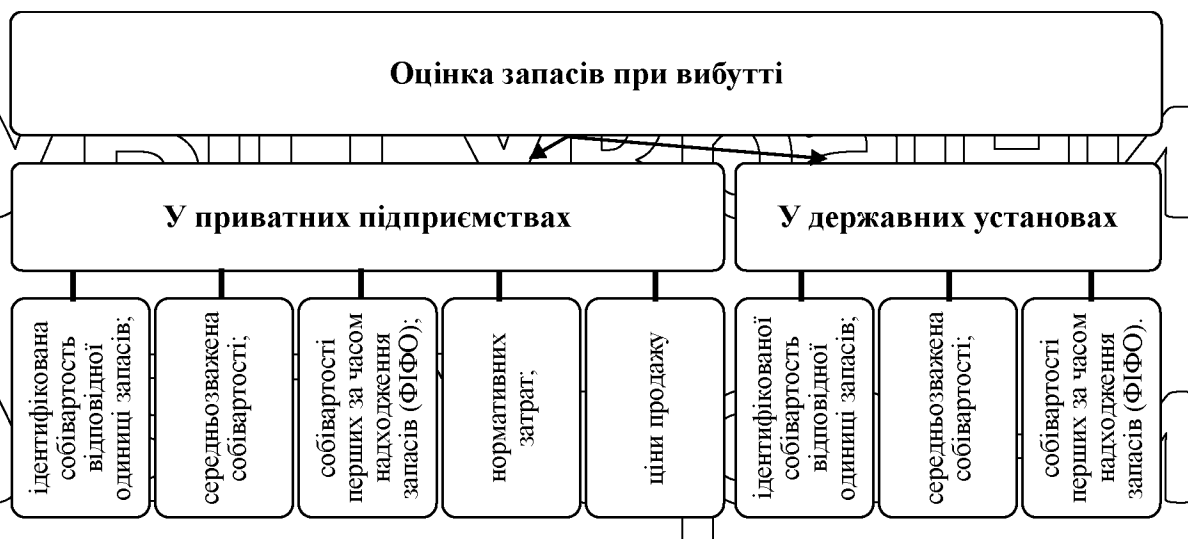 Оцінка запасів при вибутті
У приватних підприємствах
У державних установах
ідентифікована
собівартость
відповідної
одиниці запасів;
середньозважена
собівартості;
собівартості
перших за часом
надходження
запасів (ФІФО);
нормативних
затрат;
ціни продажу
ідентифікованої
собівартость
відповідної
одиниці запасів;
середньозважена
собівартості;
собівартості
перших за часом
надходження
запасів (ФІФО).